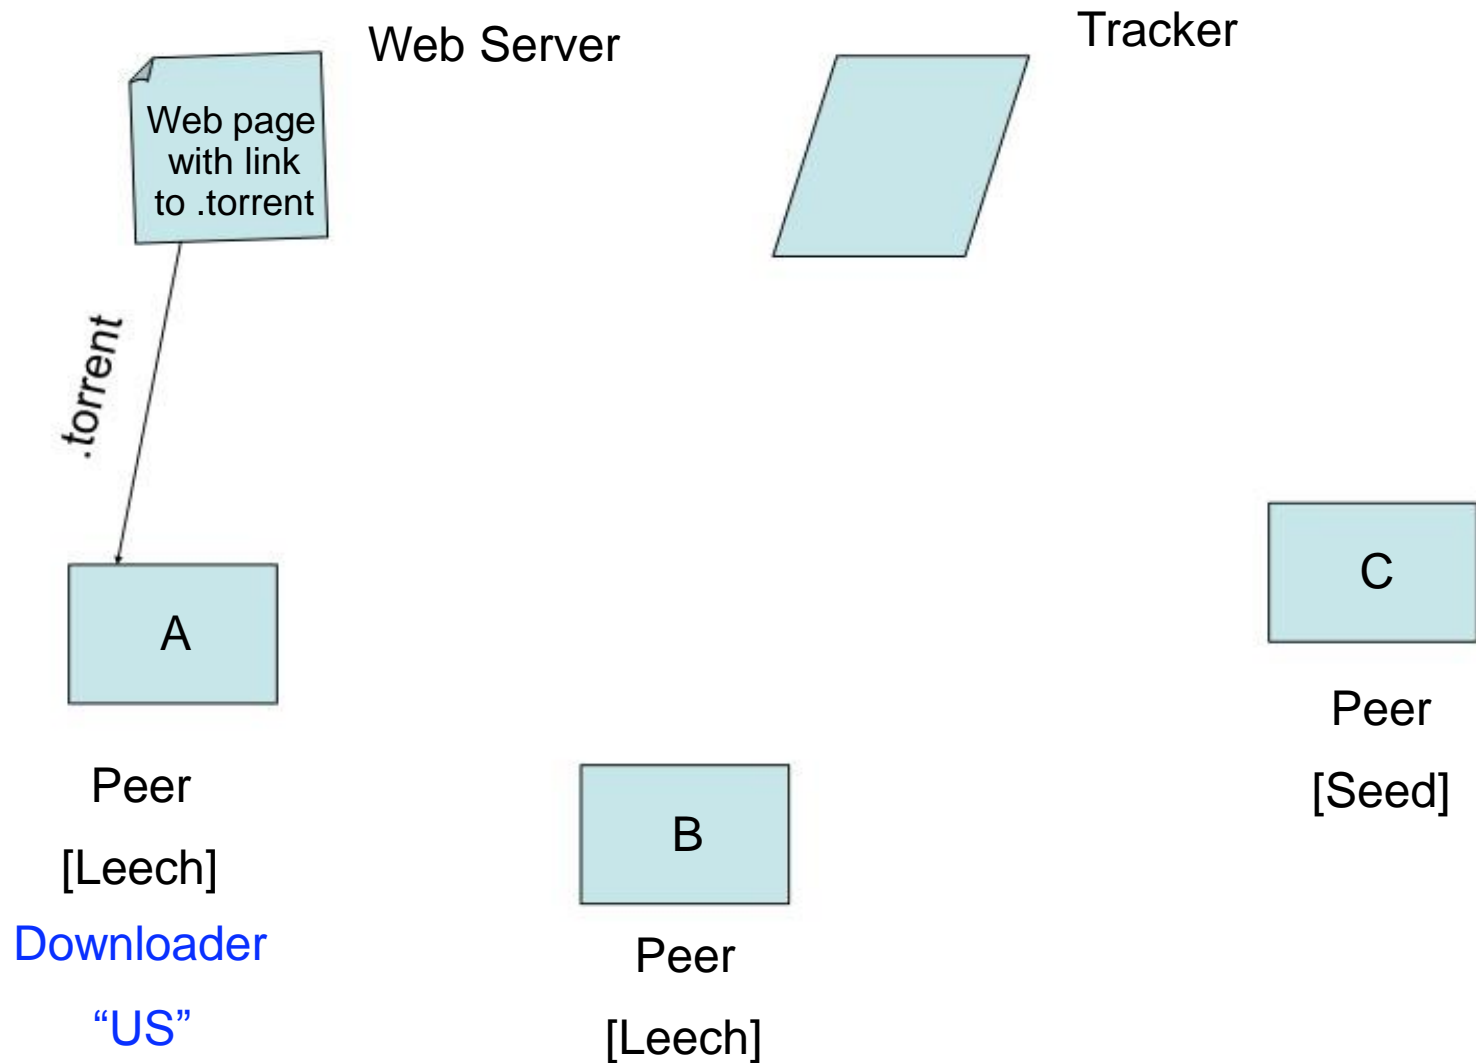 Web Server
Tracker
Web page
with link
to .torrent
.torrent
A
Peer
[Leech]
Downloader
“US”
B
Peer
[Leech]
C
Peer
[Seed]